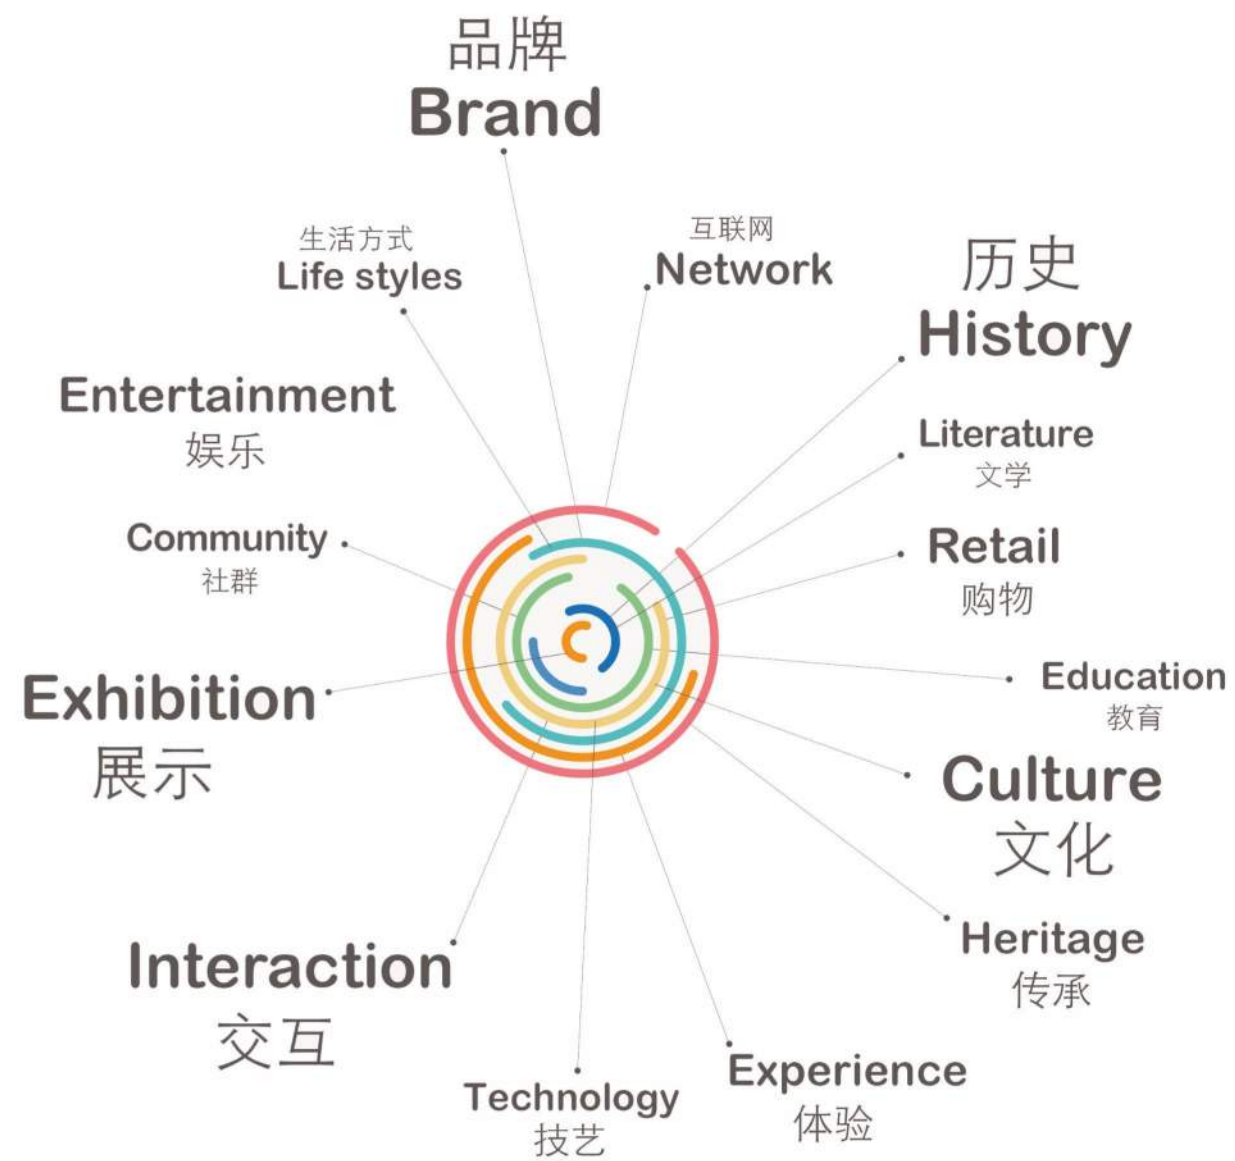 品牌
Brand
生活方式
Life styles
互联网
Network
历史
History
Entertainment
娱乐
Literature
文学
Community
社群
Retail
购物
Exhibition
展示
Education
教育
Culture
文化
Interaction
交互
Heritage
传承
Technology
技艺
Experience
体验